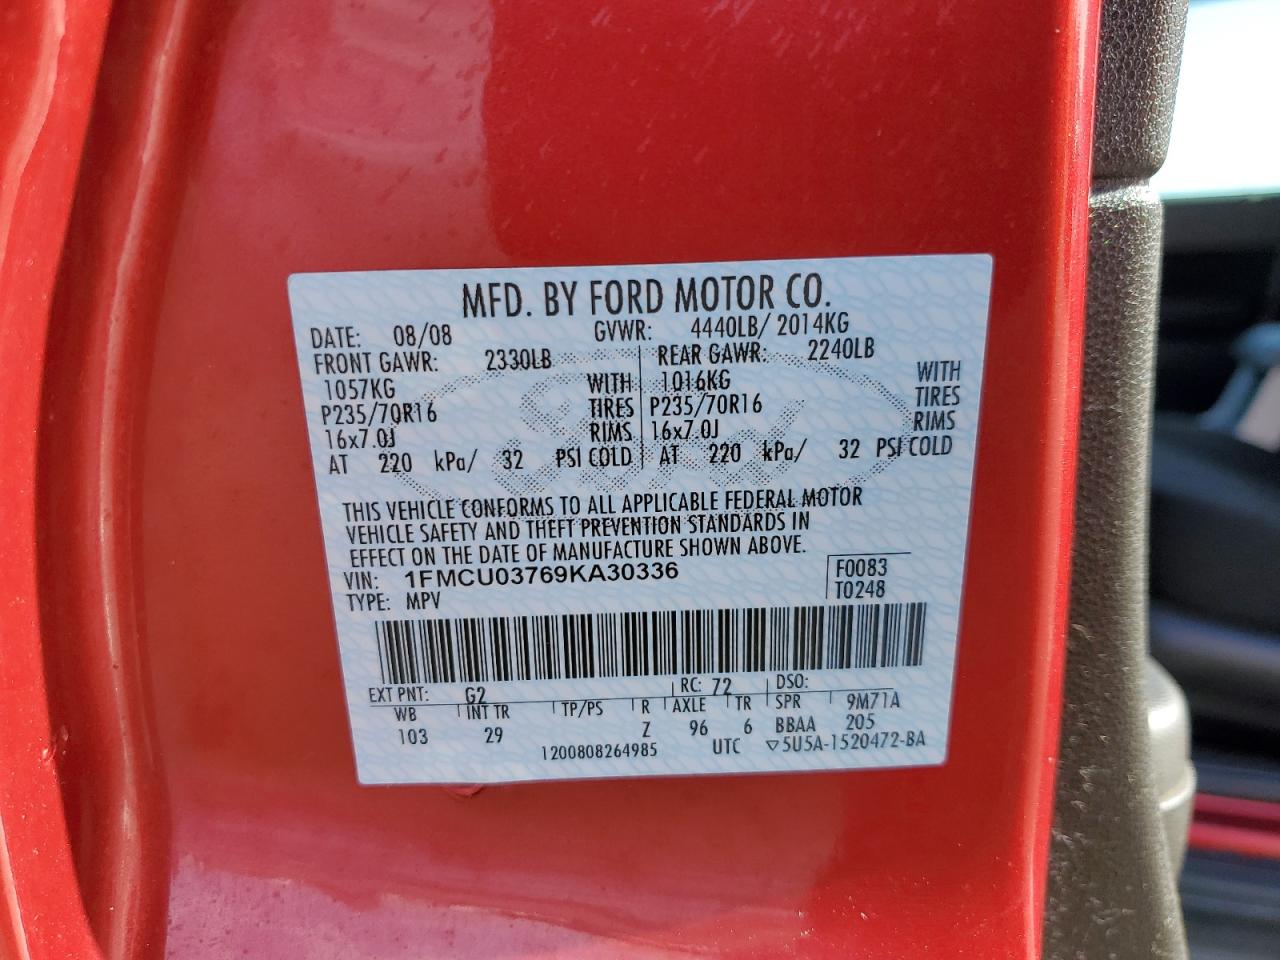 MFD. BY FORD MOTOR CO.
DATE: 08/08 GVWR: 4440LB/ 2014KG
FRONT GAWR: 2330LB REAR GAWR: 2240LB
1057KG WITH 1016KG WITH
P235/70R16 TIRES P235/70R16 TIRES
16x7.0J RIMS 16x7.0J RIMS
AT 220 kPa/ 32 PSI COLD AT 220 kPa/ 32 PSI COLD
THIS VEHICLE CONFORMS TO ALL APPLICABLE FEDERAL MOTOR
VEHICLE SAFETY AND THEFT PREVENTION STANDARDS IN
EFFECT ON THE DATE OF MANUFACTURE SHOWN ABOVE.
VIN: 1FMCU03769KA30336 F0083
TYPE: MPV T0248
EXT PNT: G2 RC: 72 DSO:
WB INT TR TP/PS R AXLE TR SPR 9M71A
103 29 Z 96 6 BBAA 205
1200808264985 UTC ▽5U5A-1520472-BA